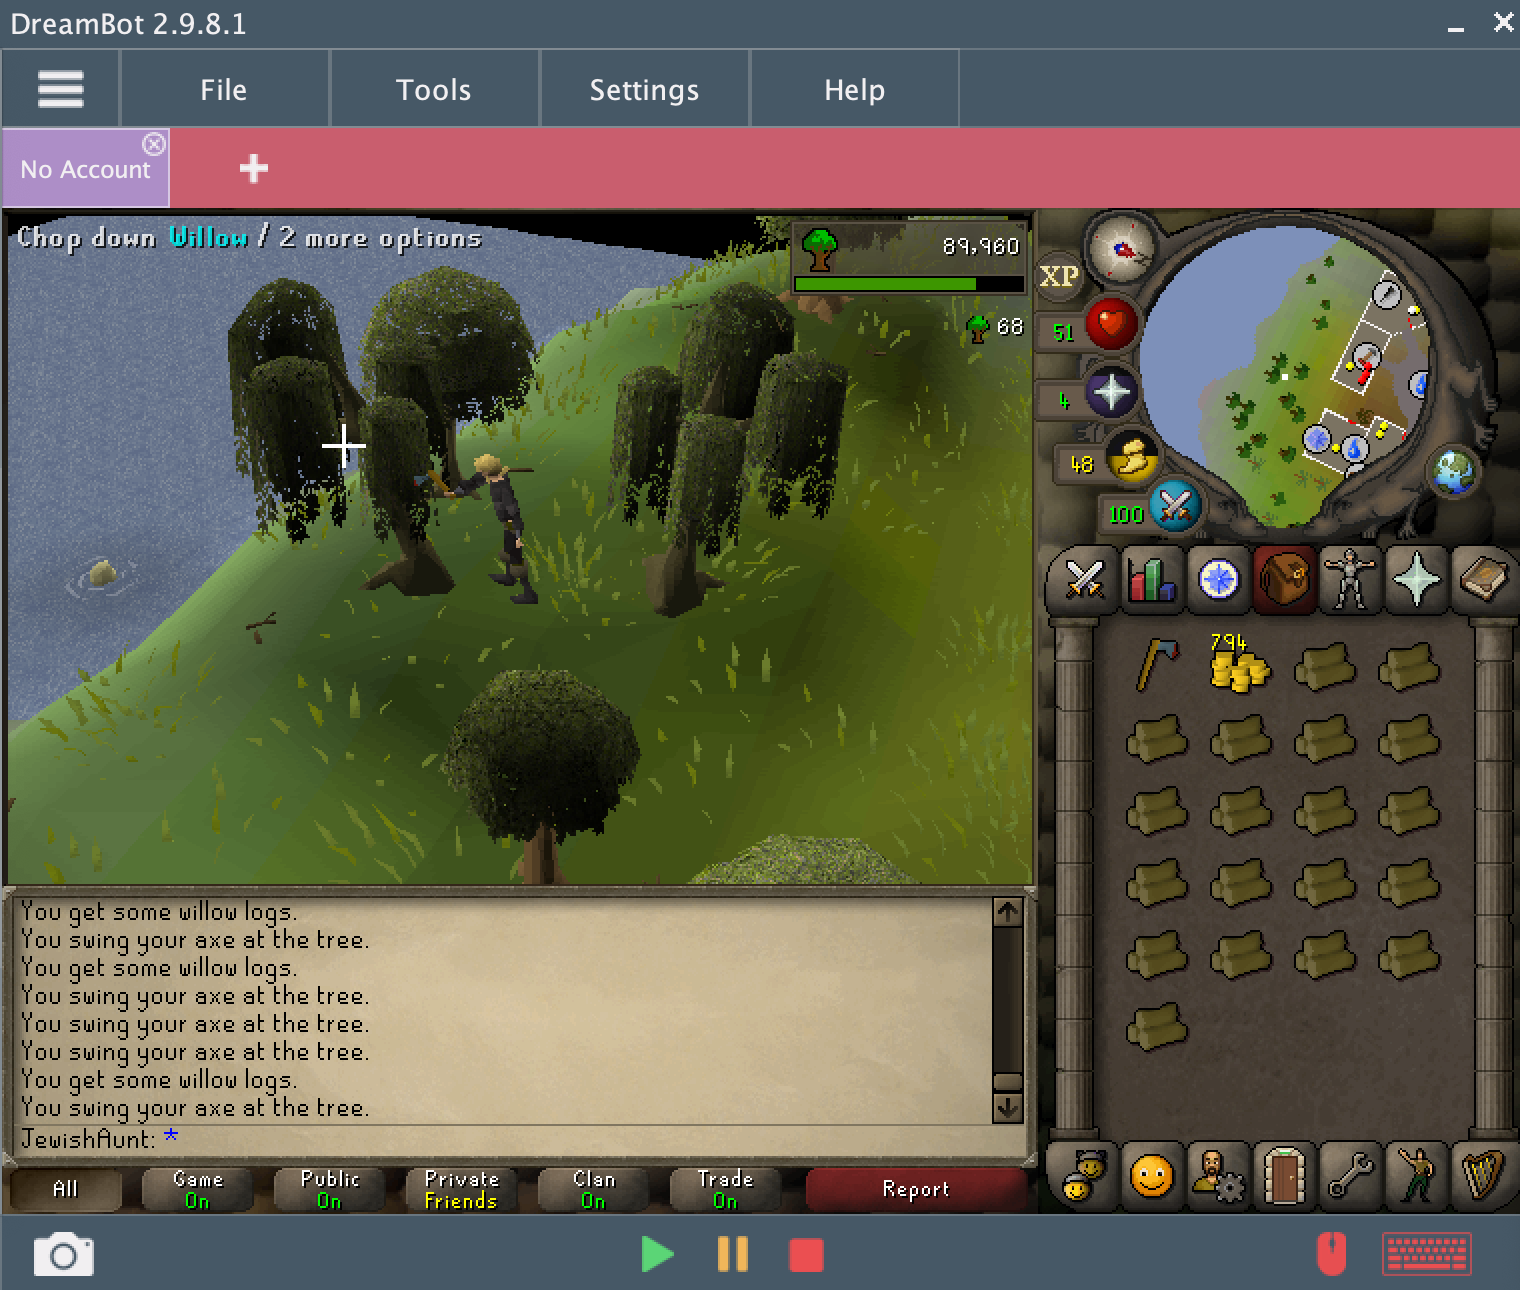 DreamBot 2.9.8.1
File Tools Settings Help
No Account
Chop down Willow / 2 more options
89,960
68
XP
51
4
48
100
794
You get some willow logs.
You swing your axe at the tree.
You get some willow logs.
You swing your axe at the tree.
You swing your axe at the tree.
You swing your axe at the tree.
You get some willow logs.
You swing your axe at the tree.
JewishAunt: *
All
Game On
Public On
Private Friends
Clan On
Trade On
Report